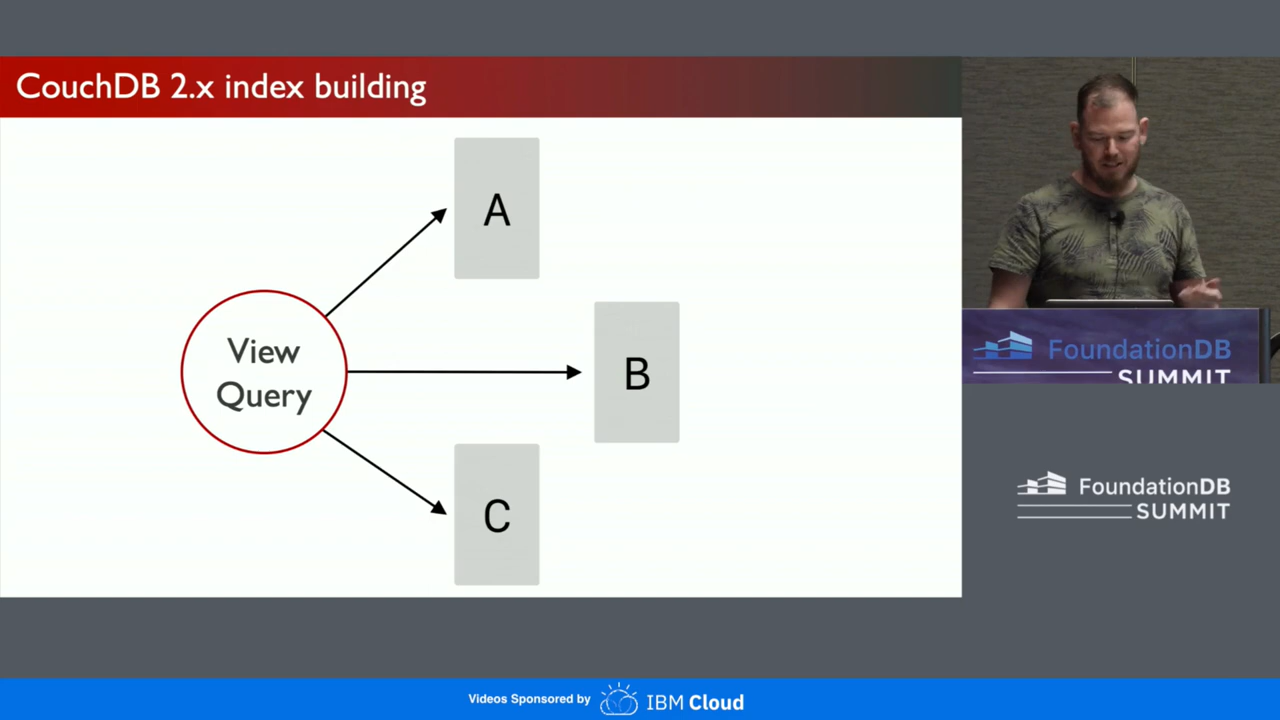 CouchDB 2.x index building
A
View
Query
B
C
FoundationDB
SUMMIT
FoundationDB
SUMMIT
Videos Sponsored by IBM Cloud